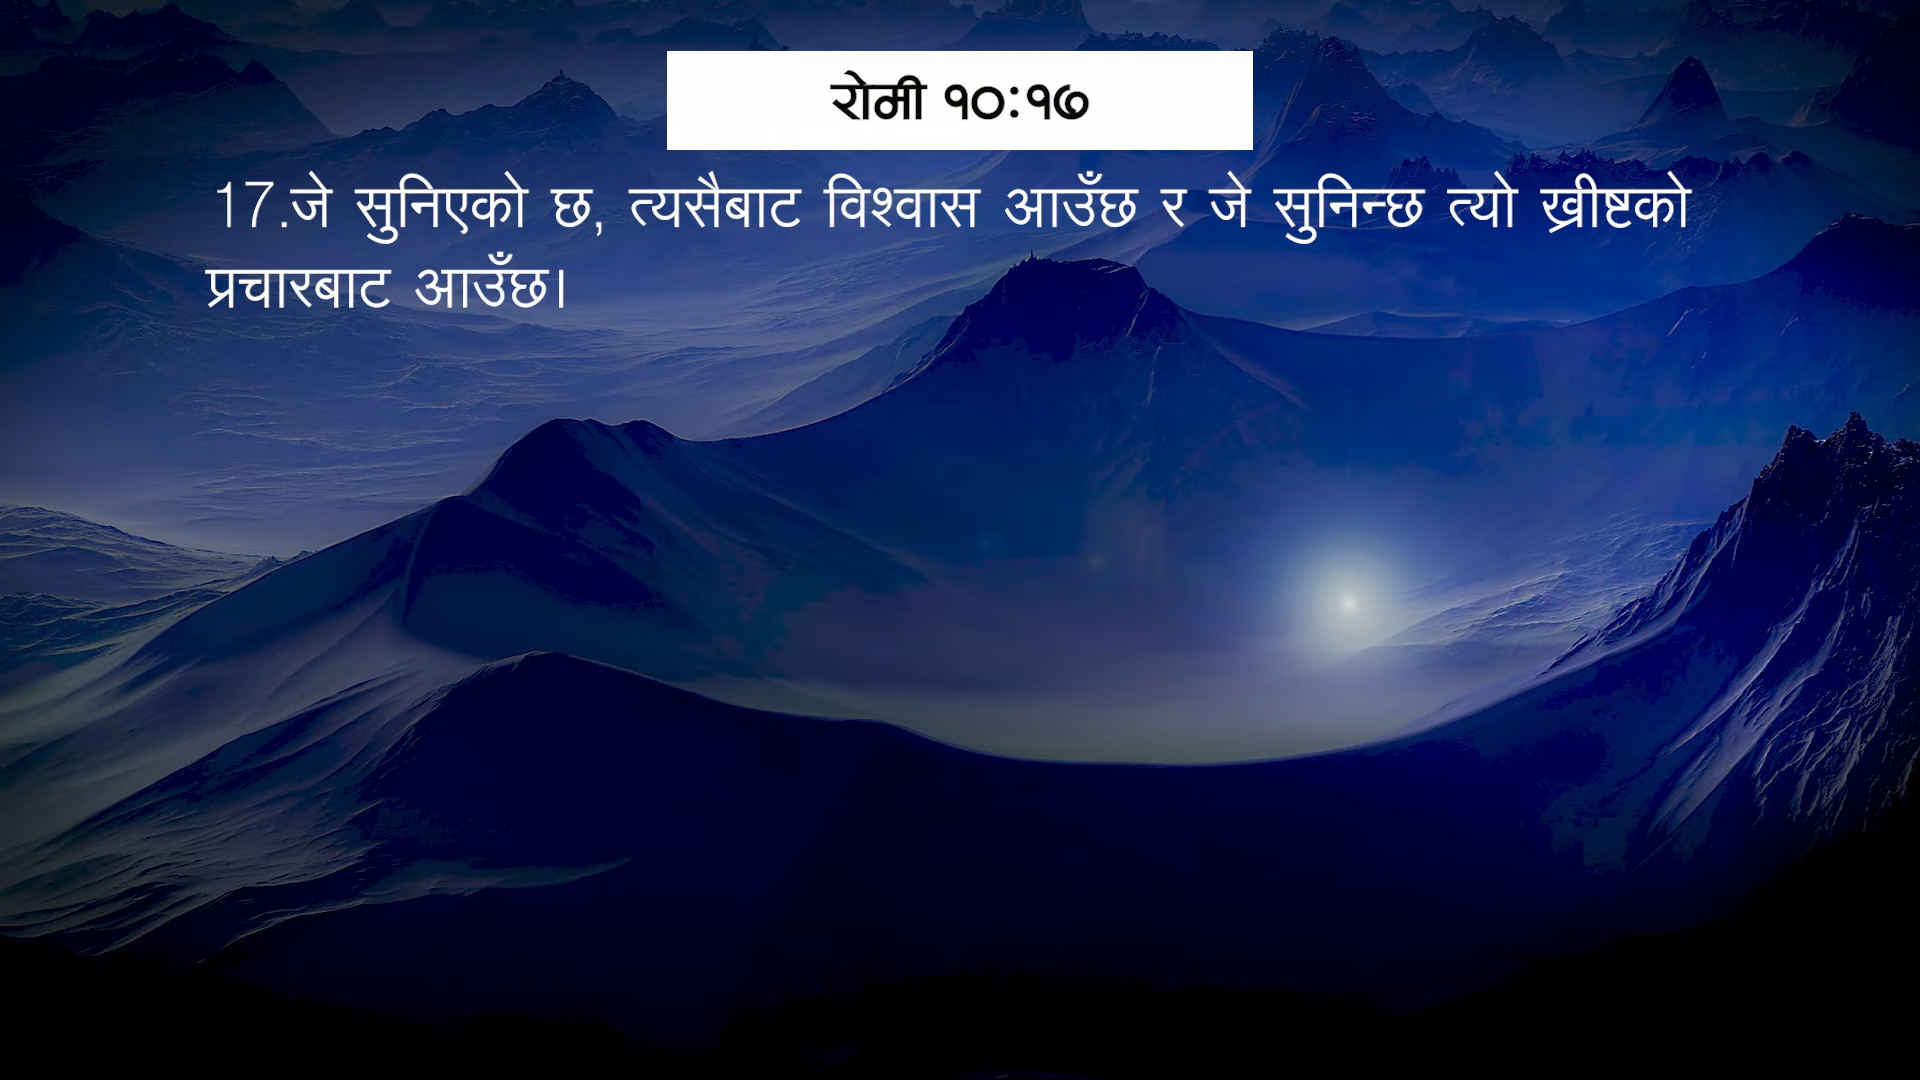 रोमी १०:१७
17.जे सुनिएको छ, त्यसैबाट विश्वास आउँछ र जे सुनिन्छ त्यो ख्रीष्टको
प्रचारबाट आउँछ।